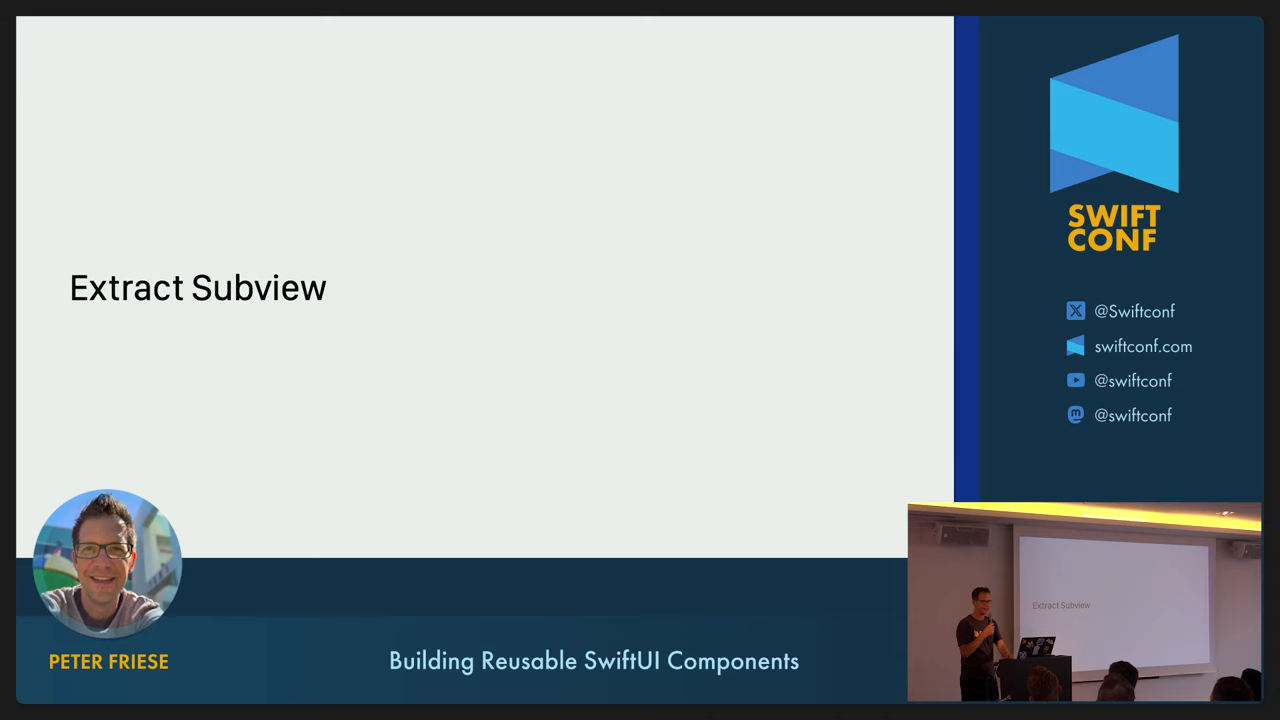 Extract Subview
SWIFT
CONF
@Swiftconf
swiftconf.com
@swiftconf
@swiftconf
PETER FRIESE
Building Reusable SwiftUI Components
Extract Subview